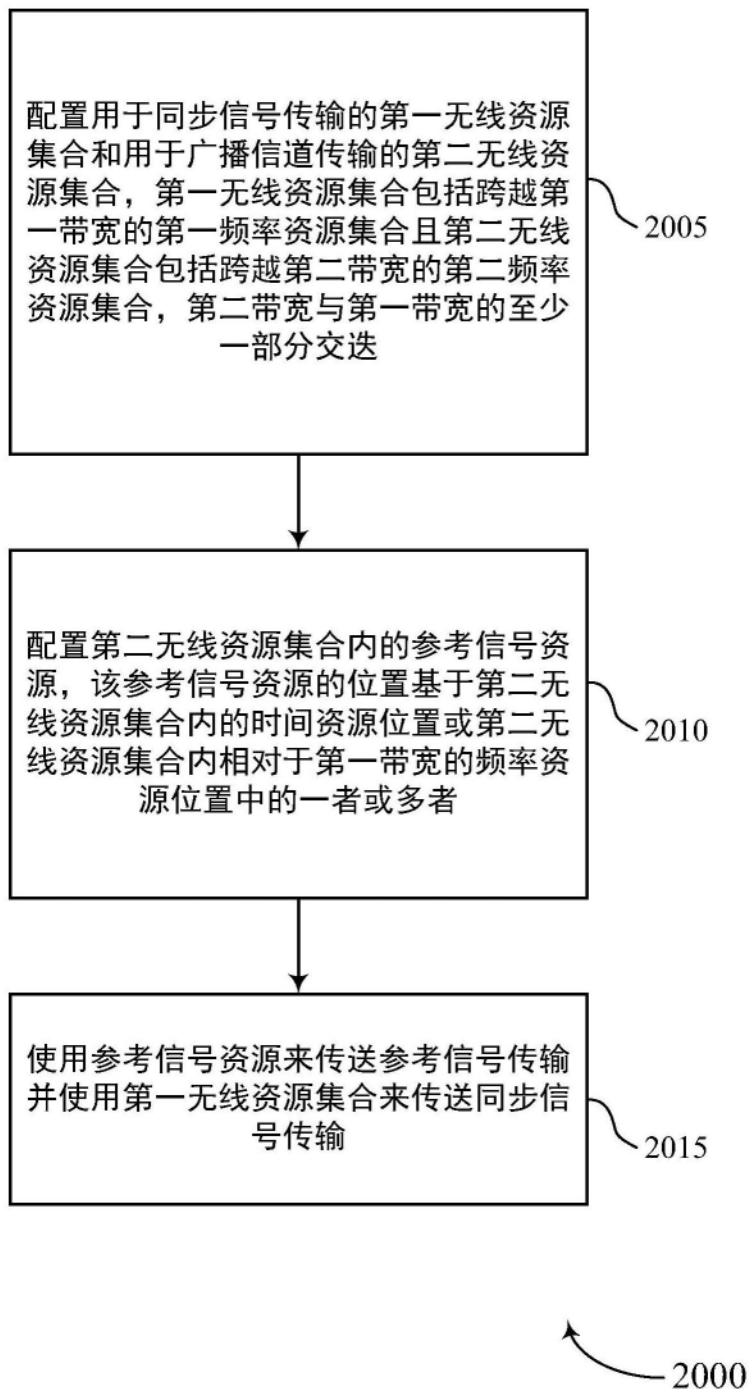 配置用于同步信号传输的第一无线资源
集合和用于广播信道传输的第二无线资
源集合，第一无线资源集合包括跨越第
一带宽的第一频率资源集合且第二无线
资源集合包括跨越第二带宽的第二频率
资源集合，第二带宽与第一带宽的至少
一部分交迭
2005
配置第二无线资源集合内的参考信号资
源，该参考信号资源的位置基于第二无
线资源集合内的时间资源位置或第二无
线资源集合内相对于第一带宽的频率资
源位置中的一者或多者
2010
使用参考信号资源来传送参考信号传输
并使用第一无线资源集合来传送同步信
号传输
2015
2000